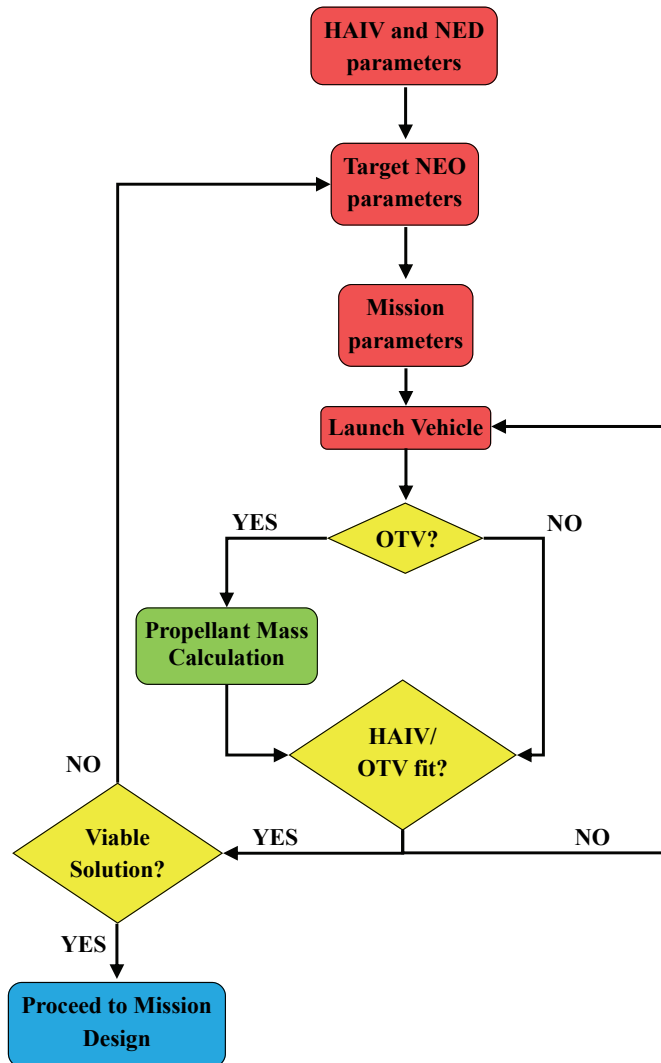 HAIV and NED
parameters
Target NEO
parameters
Mission
parameters
Launch Vehicle
YES
OTV?
NO
Propellant Mass
Calculation
HAIV/
OTV fit?
NO
Viable
Solution?
YES
NO
YES
Proceed to Mission
Design